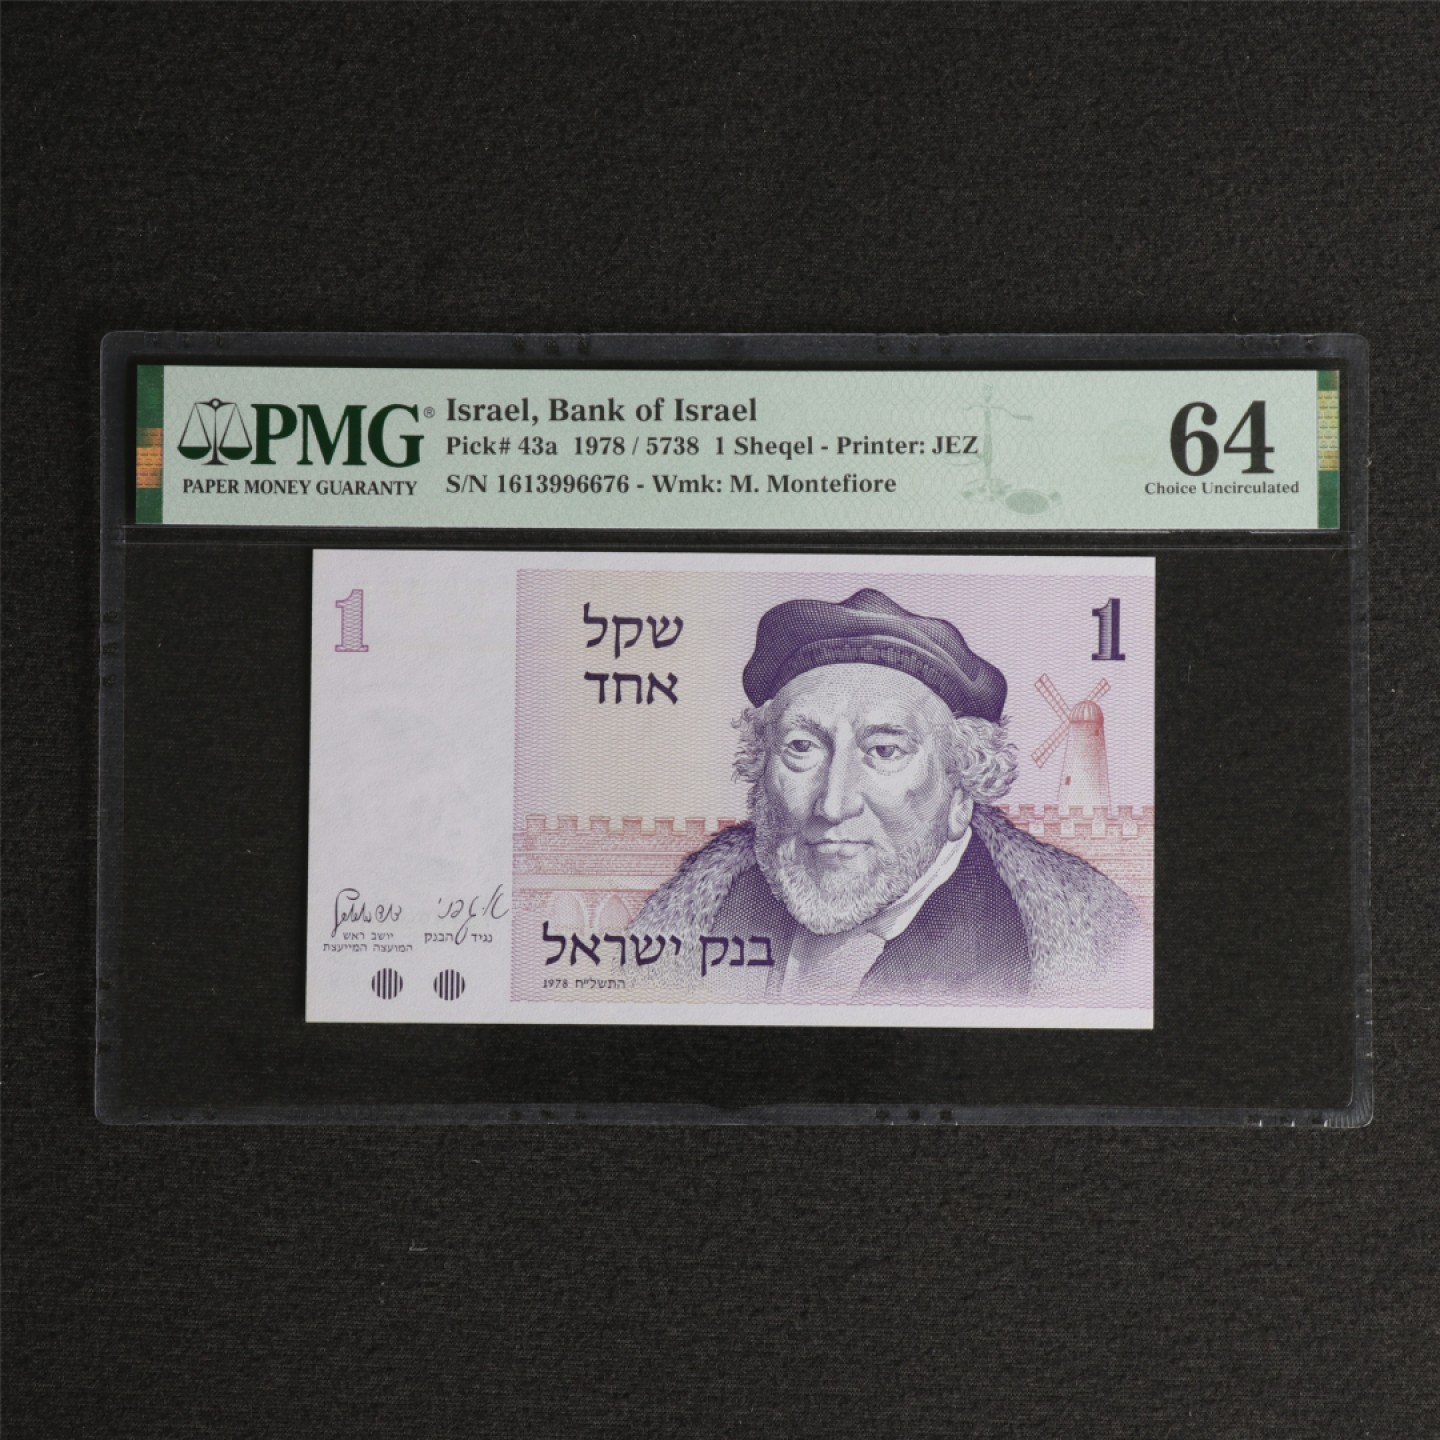 PMG®
PAPER MONEY GUARANTY
Israel, Bank of Israel
Pick# 43a 1978 / 5738 1 Sheqel - Printer: JEZ
S/N 1613996676 - Wmk: M. Montefiore
64
Choice Uncirculated
1
שקל
אחד
1
נגיד הבנק
יושב ראש
המועצה המייעצת
בנק ישראל
התשל״ח 1978